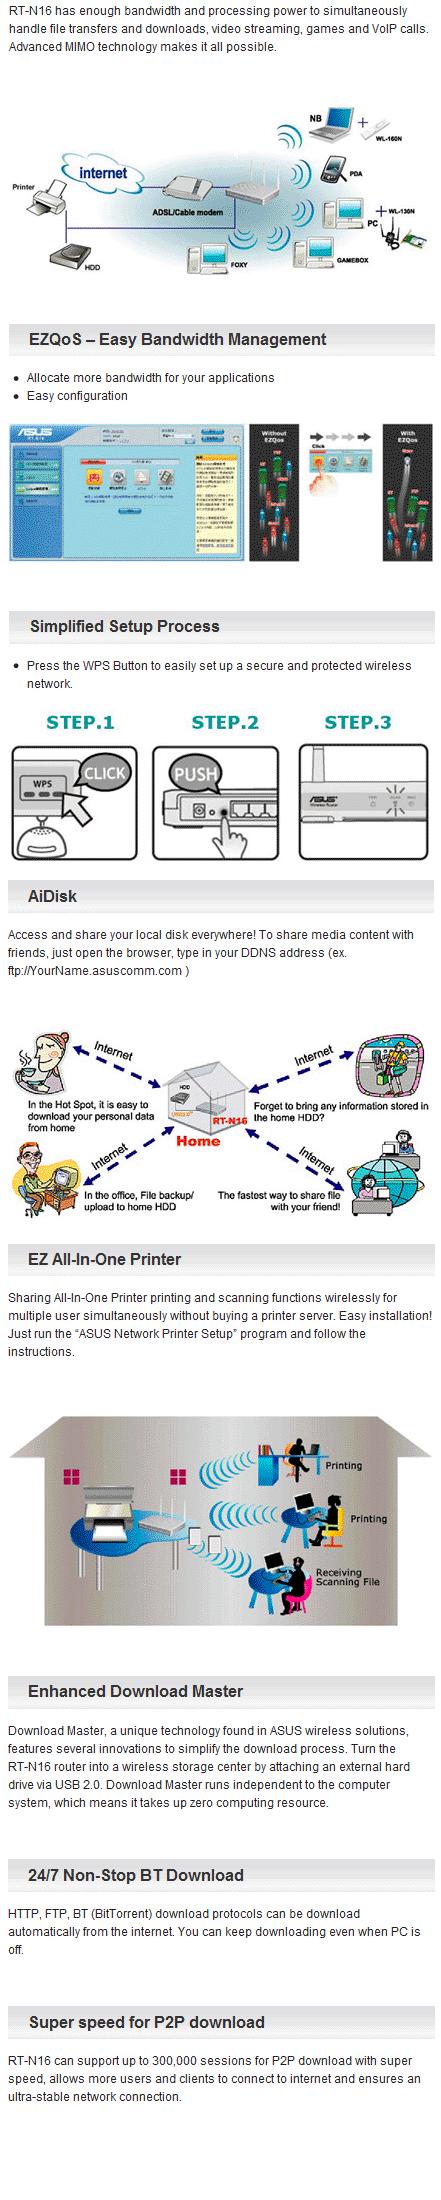 RT-N16 has enough bandwidth and processing power to simultaneously
handle file transfers and downloads, video streaming, games and VoIP calls.
Advanced MIMO technology makes it all possible.
NB
WL-160N
internet
Printer
PDA
ADSL/Cable modem
WL-130N
PC
HDD
FOXY
GAMEBOX
EZQoS – Easy Bandwidth Management
Allocate more bandwidth for your applications
Easy configuration
ASUS
RT-N16
Without
EZQos
Click
With
EZQos
Simplified Setup Process
Press the WPS Button to easily set up a secure and protected wireless
network.
STEP.1
STEP.2
STEP.3
WPS
CLICK
PUSH
ASUS
AiDisk
Access and share your local disk everywhere! To share media content with
friends, just open the browser, type in your DDNS address (ex.
ftp://YourName.asuscomm.com )
Internet
Internet
HDD
RT-N16
Home
In the Hot Spot, it is easy to
download your personal data
from home
Forget to bring any information stored in
the home HDD?
Internet
Internet
In the office, File backup/
upload to home HDD
The fastest way to share file
with your friend!
EZ All-In-One Printer
Sharing All-In-One Printer printing and scanning functions wirelessly for
multiple user simultaneously without buying a printer server. Easy installation!
Just run the “ASUS Network Printer Setup” program and follow the
instructions.
Printing
Printing
Receiving
Scanning File
Enhanced Download Master
Download Master, a unique technology found in ASUS wireless solutions,
features several innovations to simplify the download process. Turn the
RT-N16 router into a wireless storage center by attaching an external hard
drive via USB 2.0. Download Master runs independent to the computer
system, which means it takes up zero computing resource.
24/7 Non-Stop BT Download
HTTP, FTP, BT (BitTorrent) download protocols can be download
automatically from the internet. You can keep downloading even when PC is
off.
Super speed for P2P download
RT-N16 can support up to 300,000 sessions for P2P download with super
speed, allows more users and clients to connect to internet and ensures an
ultra-stable network connection.